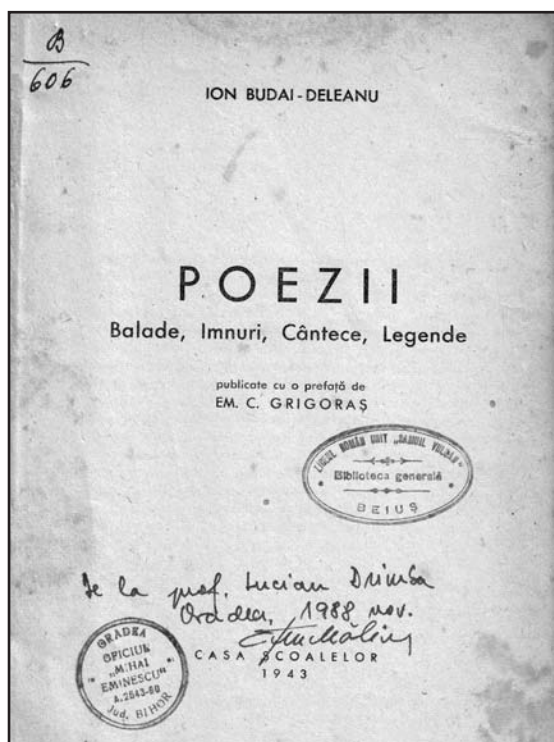 B
606
ION BUDAI-DELEANU
POEZII
Balade, Imnuri, Cântece, Legende
publicate cu o prefață de
EM. C. GRIGORAȘ
LICEUL ROMÂN UNIT „SAMUIL VULCAN”
Biblioteca generală
BEIUȘ
De la prof. Lucian Drimba
Oradea, 1988 nov.
CASA ȘCOALELOR
1943
ORADEA
OFICIUL
„MIHAI
EMINESCU”
A.2643-60
Jud. BIHOR